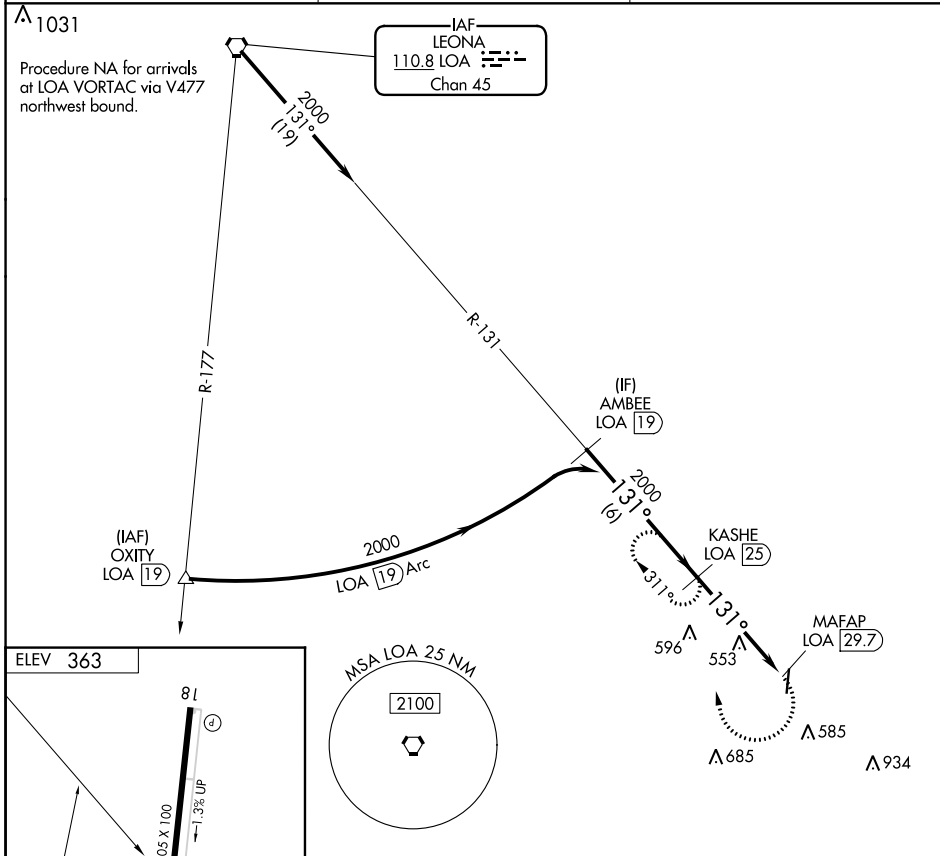 1031
Procedure NA for arrivals
at LOA VORTAC via V477
northwest bound.
IAF
LEONA
110.8 LOA
Chan 45
2000
131°
(19)
R-177
R-131
(IF)
AMBEE
LOA 19
2000
131°
(6)
KASHE
LOA 25
311°
131°
MAFAP
LOA 29.7
(IAF)
OXITY
LOA 19
2000
LOA 19 Arc
596
553
585
685
934
ELEV 363
18
P
1.3% UP
05 X 100
MSA LOA 25 NM
2100